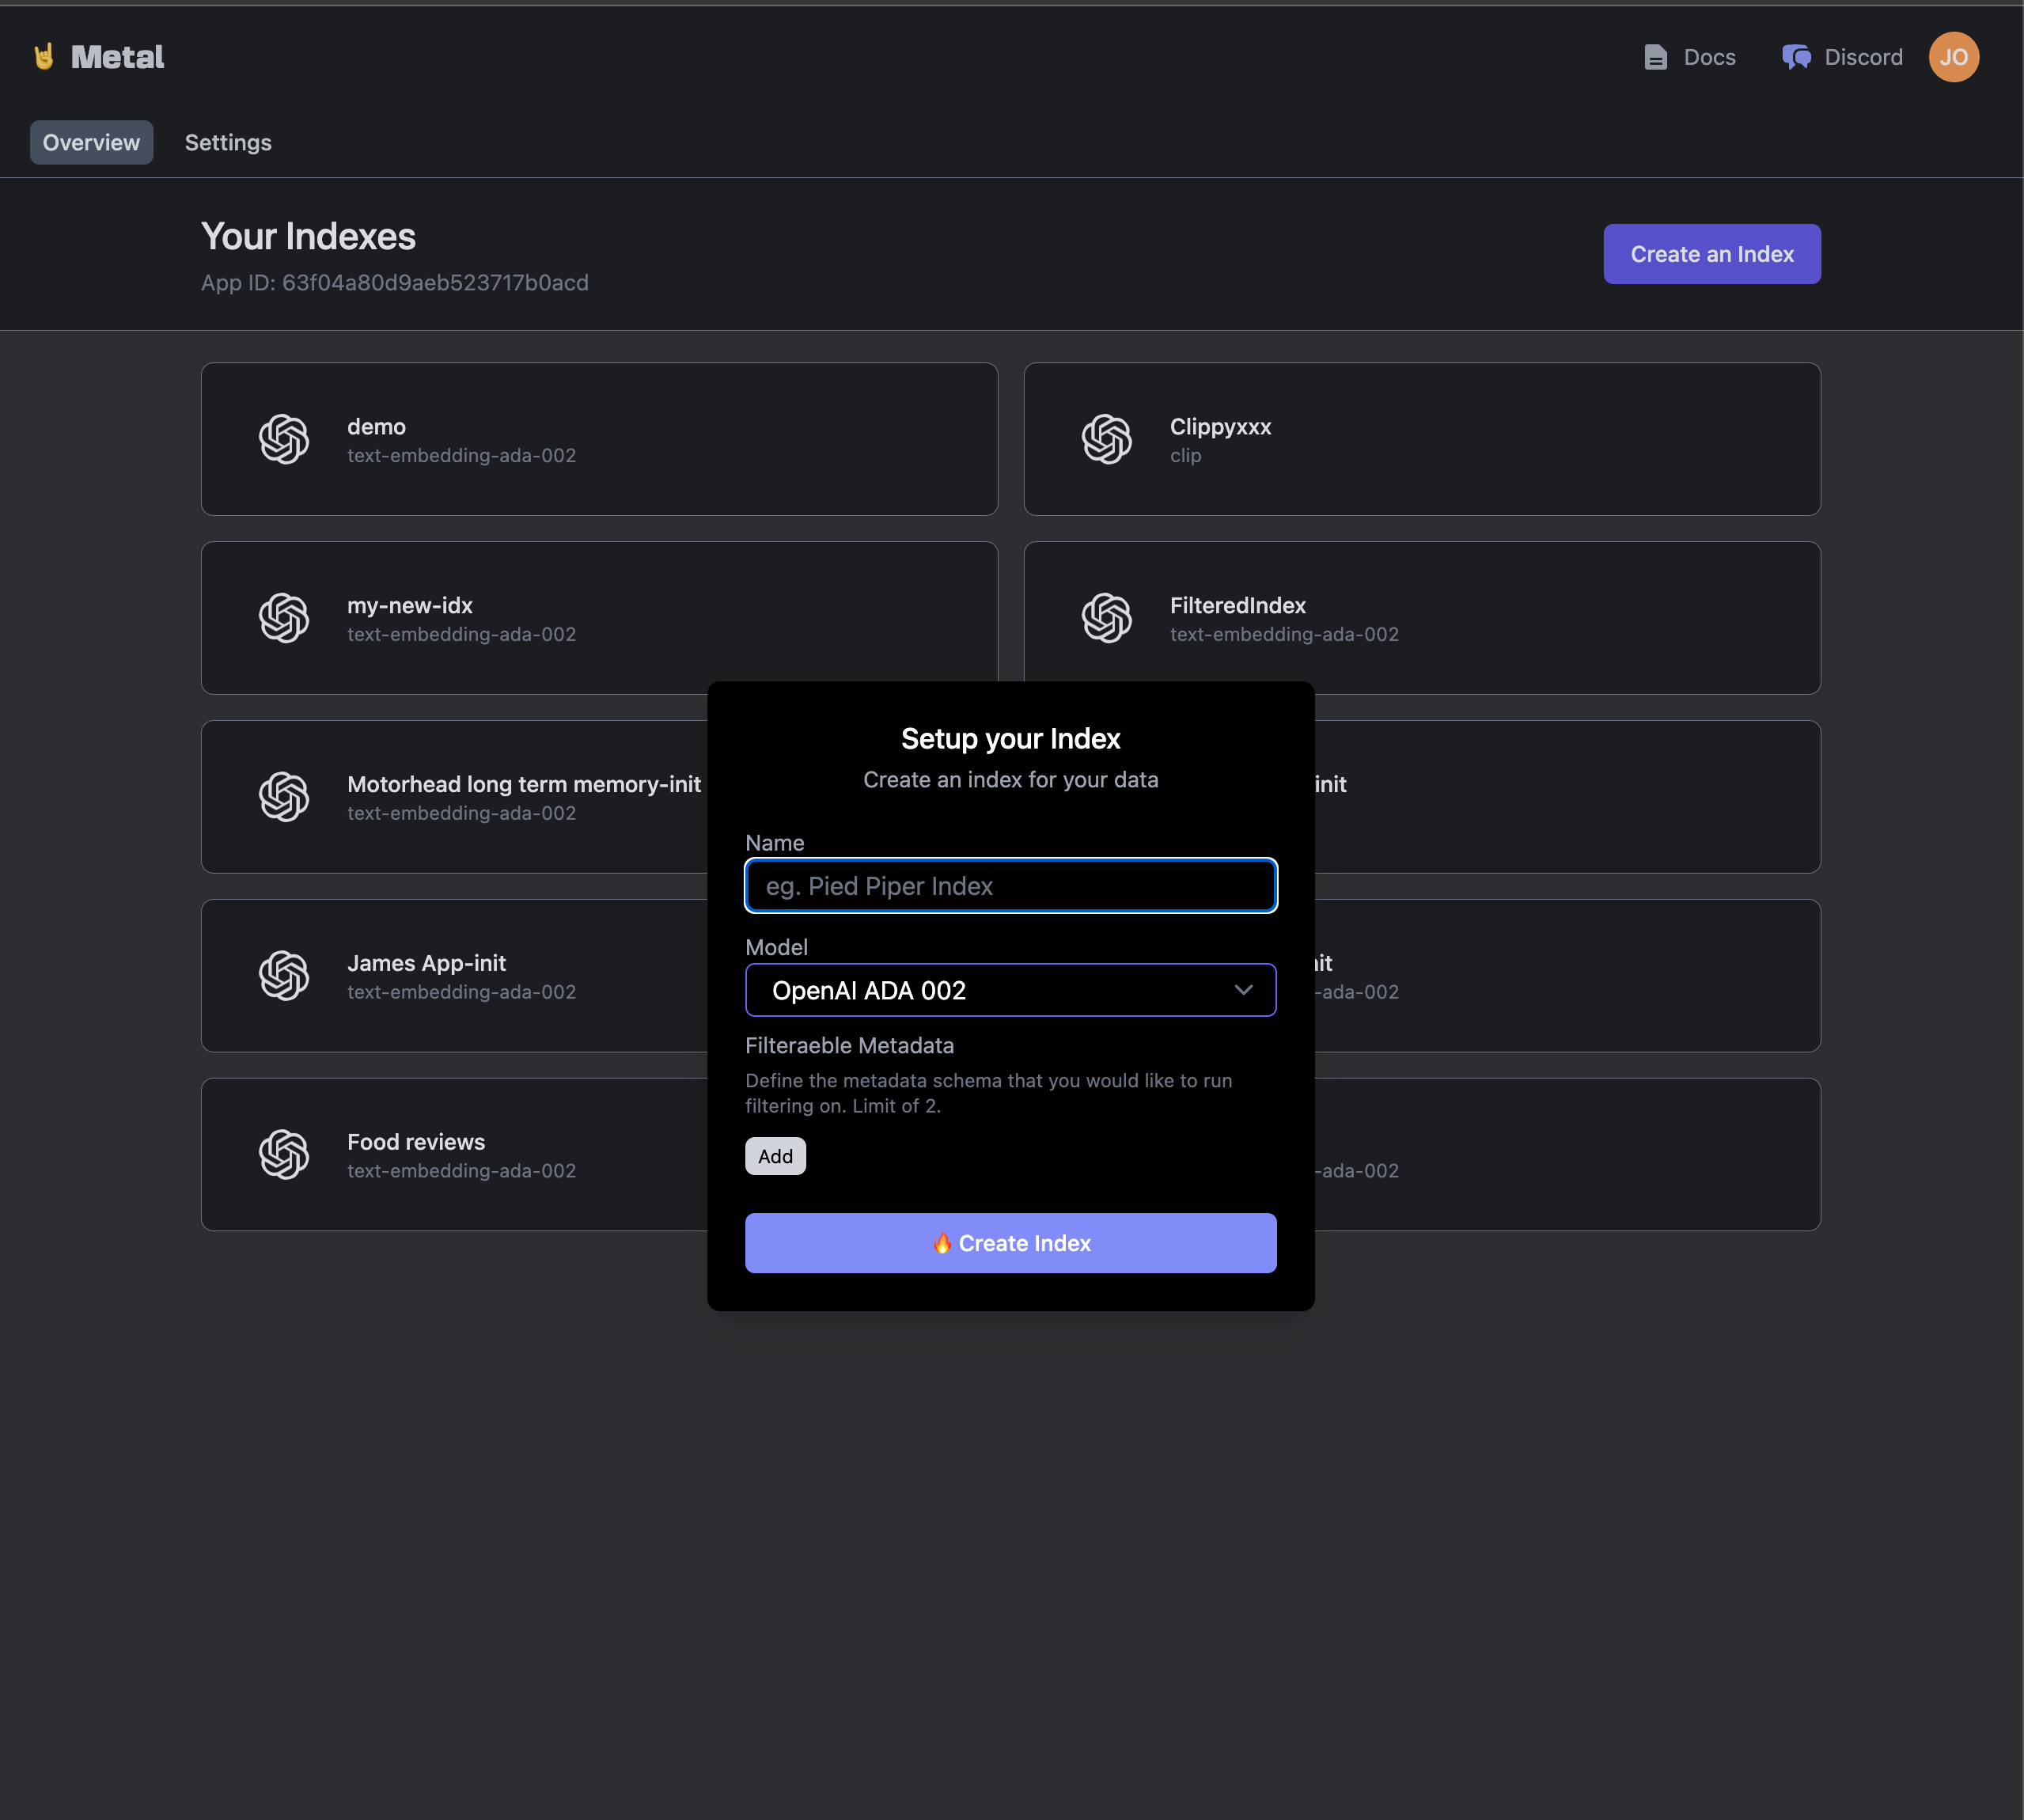 Metal
Docs
Discord
JO
Overview
Settings
Your Indexes
App ID: 63f04a80d9aeb523717b0acd
Create an Index
demo
text-embedding-ada-002
Clippyxxx
clip
my-new-idx
text-embedding-ada-002
FilteredIndex
text-embedding-ada-002
Motorhead long term memory-init
text-embedding-ada-002
init
James App-init
text-embedding-ada-002
-ada-002
Food reviews
text-embedding-ada-002
-ada-002
Setup your Index
Create an index for your data
Name
eg. Pied Piper Index
Model
OpenAI ADA 002
Filteraeble Metadata
Define the metadata schema that you would like to run
filtering on. Limit of 2.
Add
🔥 Create Index